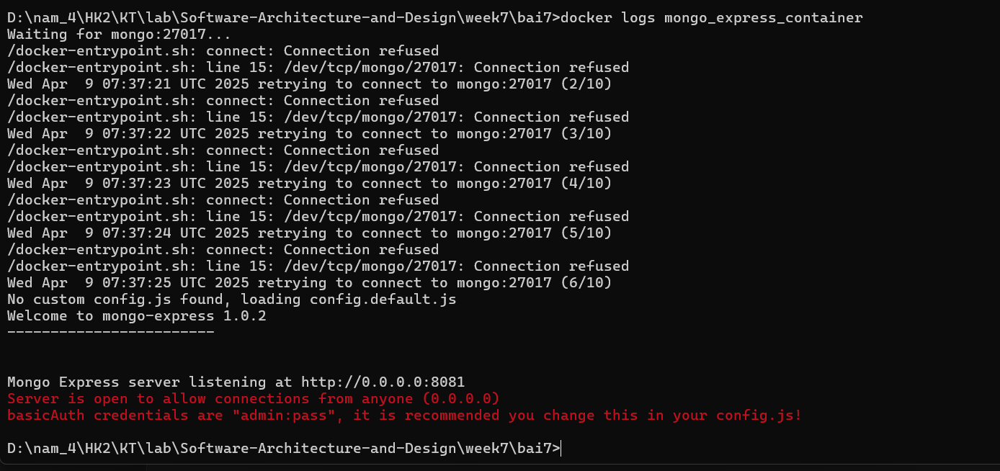 D:\nam_4\HK2\KT\lab\Software-Architecture-and-Design\week7\bai7>docker logs mongo_express_container
Waiting for mongo:27017...
/docker-entrypoint.sh: connect: Connection refused
/docker-entrypoint.sh: line 15: /dev/tcp/mongo/27017: Connection refused
Wed Apr  9 07:37:21 UTC 2025 retrying to connect to mongo:27017 (2/10)
/docker-entrypoint.sh: connect: Connection refused
/docker-entrypoint.sh: line 15: /dev/tcp/mongo/27017: Connection refused
Wed Apr  9 07:37:22 UTC 2025 retrying to connect to mongo:27017 (3/10)
/docker-entrypoint.sh: connect: Connection refused
/docker-entrypoint.sh: line 15: /dev/tcp/mongo/27017: Connection refused
Wed Apr  9 07:37:23 UTC 2025 retrying to connect to mongo:27017 (4/10)
/docker-entrypoint.sh: connect: Connection refused
/docker-entrypoint.sh: line 15: /dev/tcp/mongo/27017: Connection refused
Wed Apr  9 07:37:24 UTC 2025 retrying to connect to mongo:27017 (5/10)
/docker-entrypoint.sh: connect: Connection refused
/docker-entrypoint.sh: line 15: /dev/tcp/mongo/27017: Connection refused
Wed Apr  9 07:37:25 UTC 2025 retrying to connect to mongo:27017 (6/10)
No custom config.js found, loading config.default.js
Welcome to mongo-express 1.0.2
------------------------
Mongo Express server listening at http://0.0.0.0:8081
Server is open to allow connections from anyone (0.0.0.0)
basicAuth credentials are "admin:pass", it is recommended you change this in your config.js!
D:\nam_4\HK2\KT\lab\Software-Architecture-and-Design\week7\bai7>